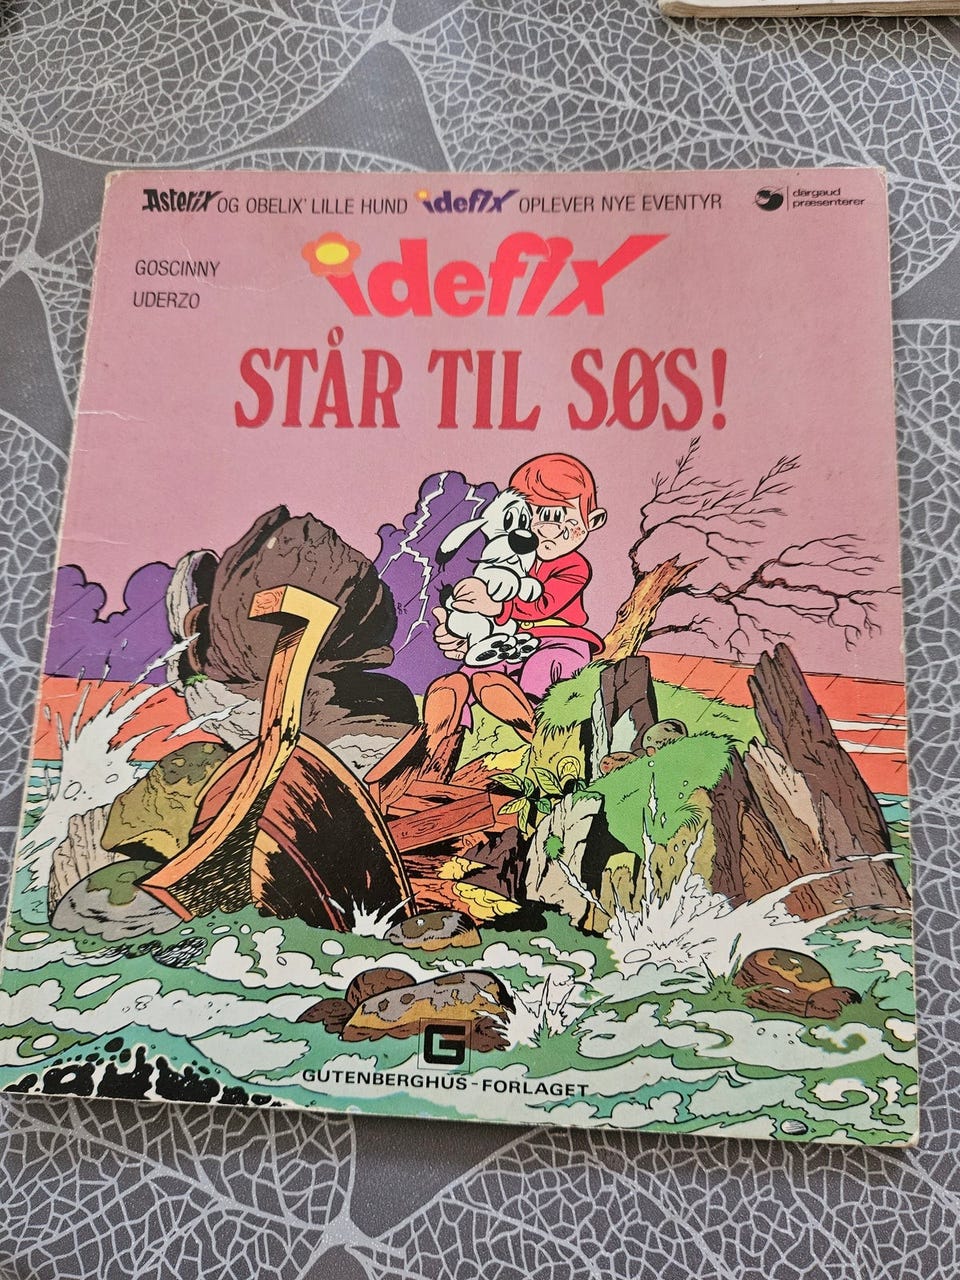 Asterix OG OBELIX' LILLE HUND idefix OPLEVER NYE EVENTYR
dargaud
præsenterer
GOSCINNY
UDERZO
idefix
STÅR TIL SØS!
G
GUTENBERGHUS-FORLAGET